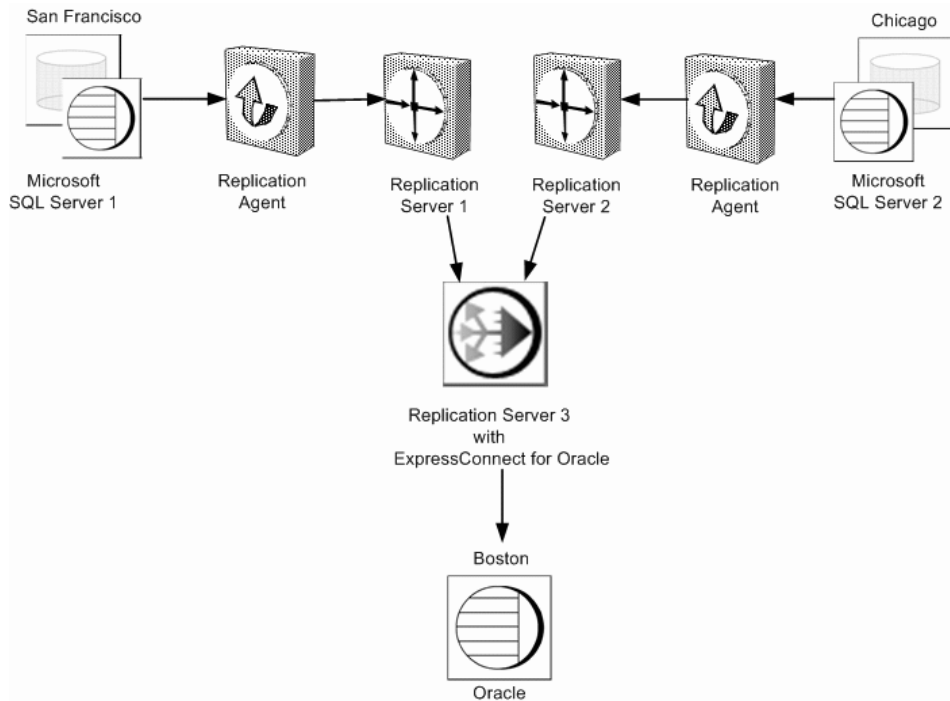 San Francisco
Chicago
Microsoft
SQL Server 1
Replication
Agent
Replication
Server 1
Replication
Server 2
Replication
Agent
Microsoft
SQL Server 2
Replication Server 3
with
ExpressConnect for Oracle
Boston
Oracle